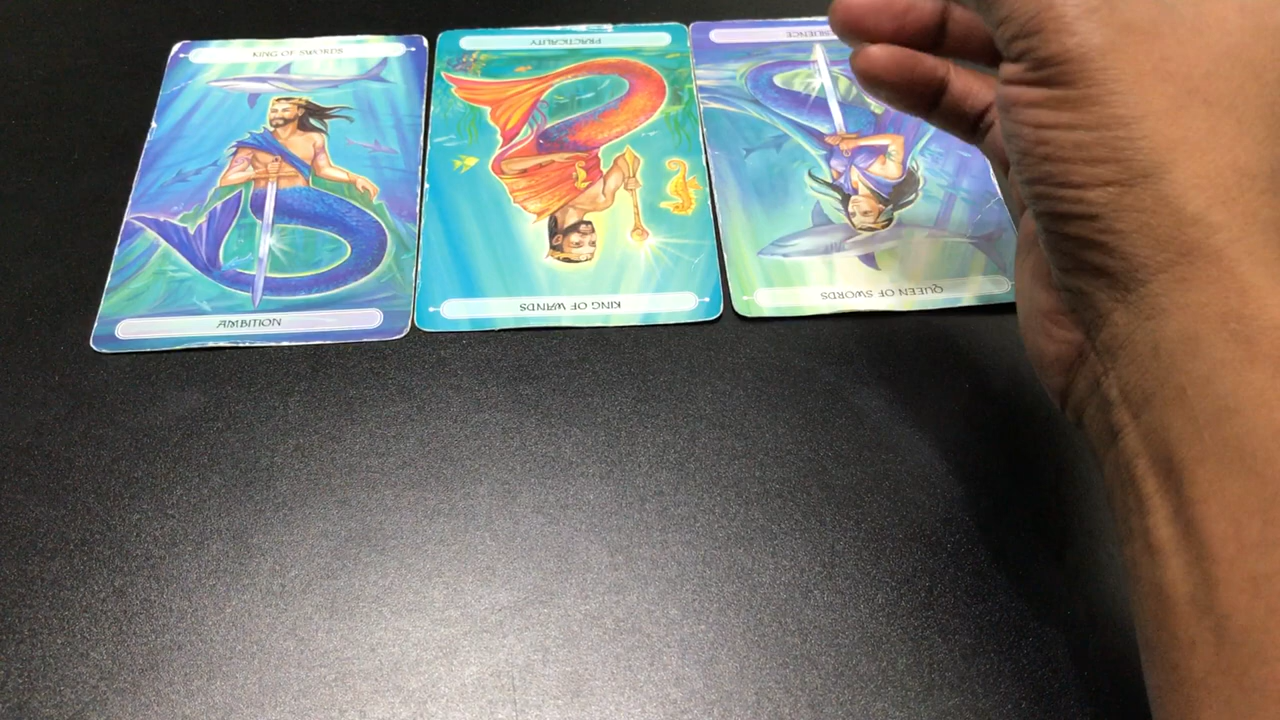 KING OF SWORDS
AMBITION
PRACTICALITY
KING OF WANDS
QUEEN OF SWORDS